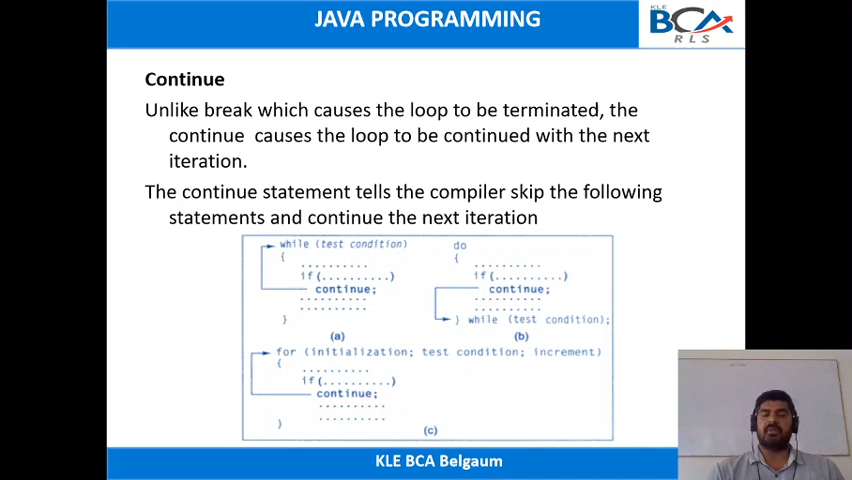 JAVA PROGRAMMING
KLE
BCA
RLS
Continue
Unlike break which causes the loop to be terminated, the
continue causes the loop to be continued with the next
iteration.
The continue statement tells the compiler skip the following
statements and continue the next iteration
while (test condition)
{
..........
if(..........)
continue;
..........
..........
}
(a)
do
{
..........
if(..........)
continue;
..........
..........
} while (test condition);
(b)
for (initialization; test condition; increment)
{
..........
if(..........)
continue;
..........
..........
}
(c)
KLE BCA Belgaum